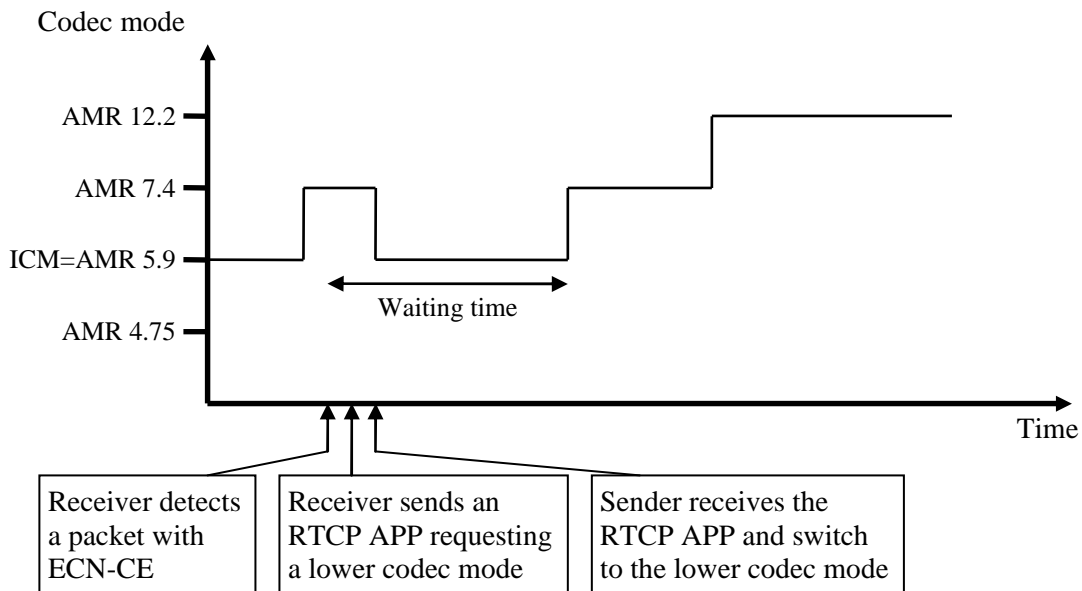 Codec mode
AMR 12.2
AMR 7.4
ICM=AMR 5.9
Waiting time
AMR 4.75
Time
Receiver detects
a packet with
ECN-CE
Receiver sends an
RTCP APP requesting
a lower codec mode
Sender receives the
RTCP APP and switch
to the lower codec mode